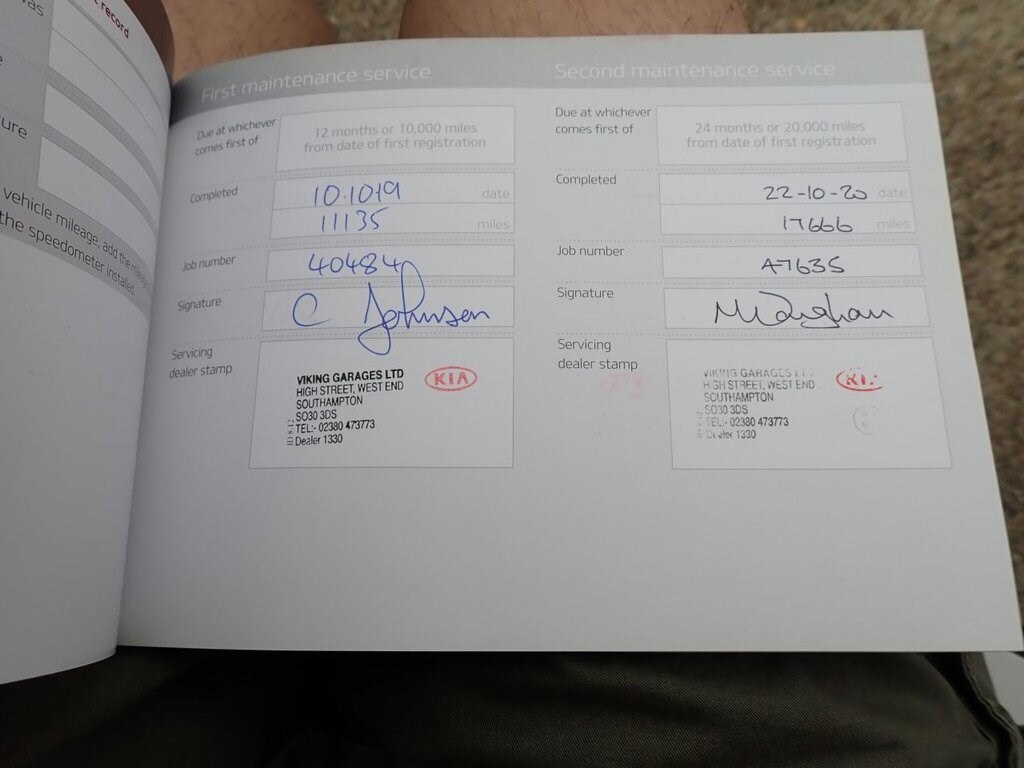 record
vehicle mileage, add the
the speedometer installed.
First maintenance service
Due at whichever
comes first of
12 months or 10,000 miles
from date of first registration
Completed
10.1019 date
11135 miles
Job number
40484
Signature
C Johnson
Servicing
dealer stamp
VIKING GARAGES LTD
HIGH STREET, WEST END
SOUTHAMPTON
SO30 3DS
TEL:- 02380 473773
Dealer 1330
KIA
Second maintenance service
Due at whichever
comes first of
24 months or 20,000 miles
from date of first registration
Completed
22-10-20 date
17666 miles
Job number
47635
Signature
Servicing
dealer stamp
VIKING GARAGES LTD
HIGH STREET, WEST END
SOUTHAMPTON
SO30 3DS
TEL:- 02380 473773
Dealer 1330
KIA
15